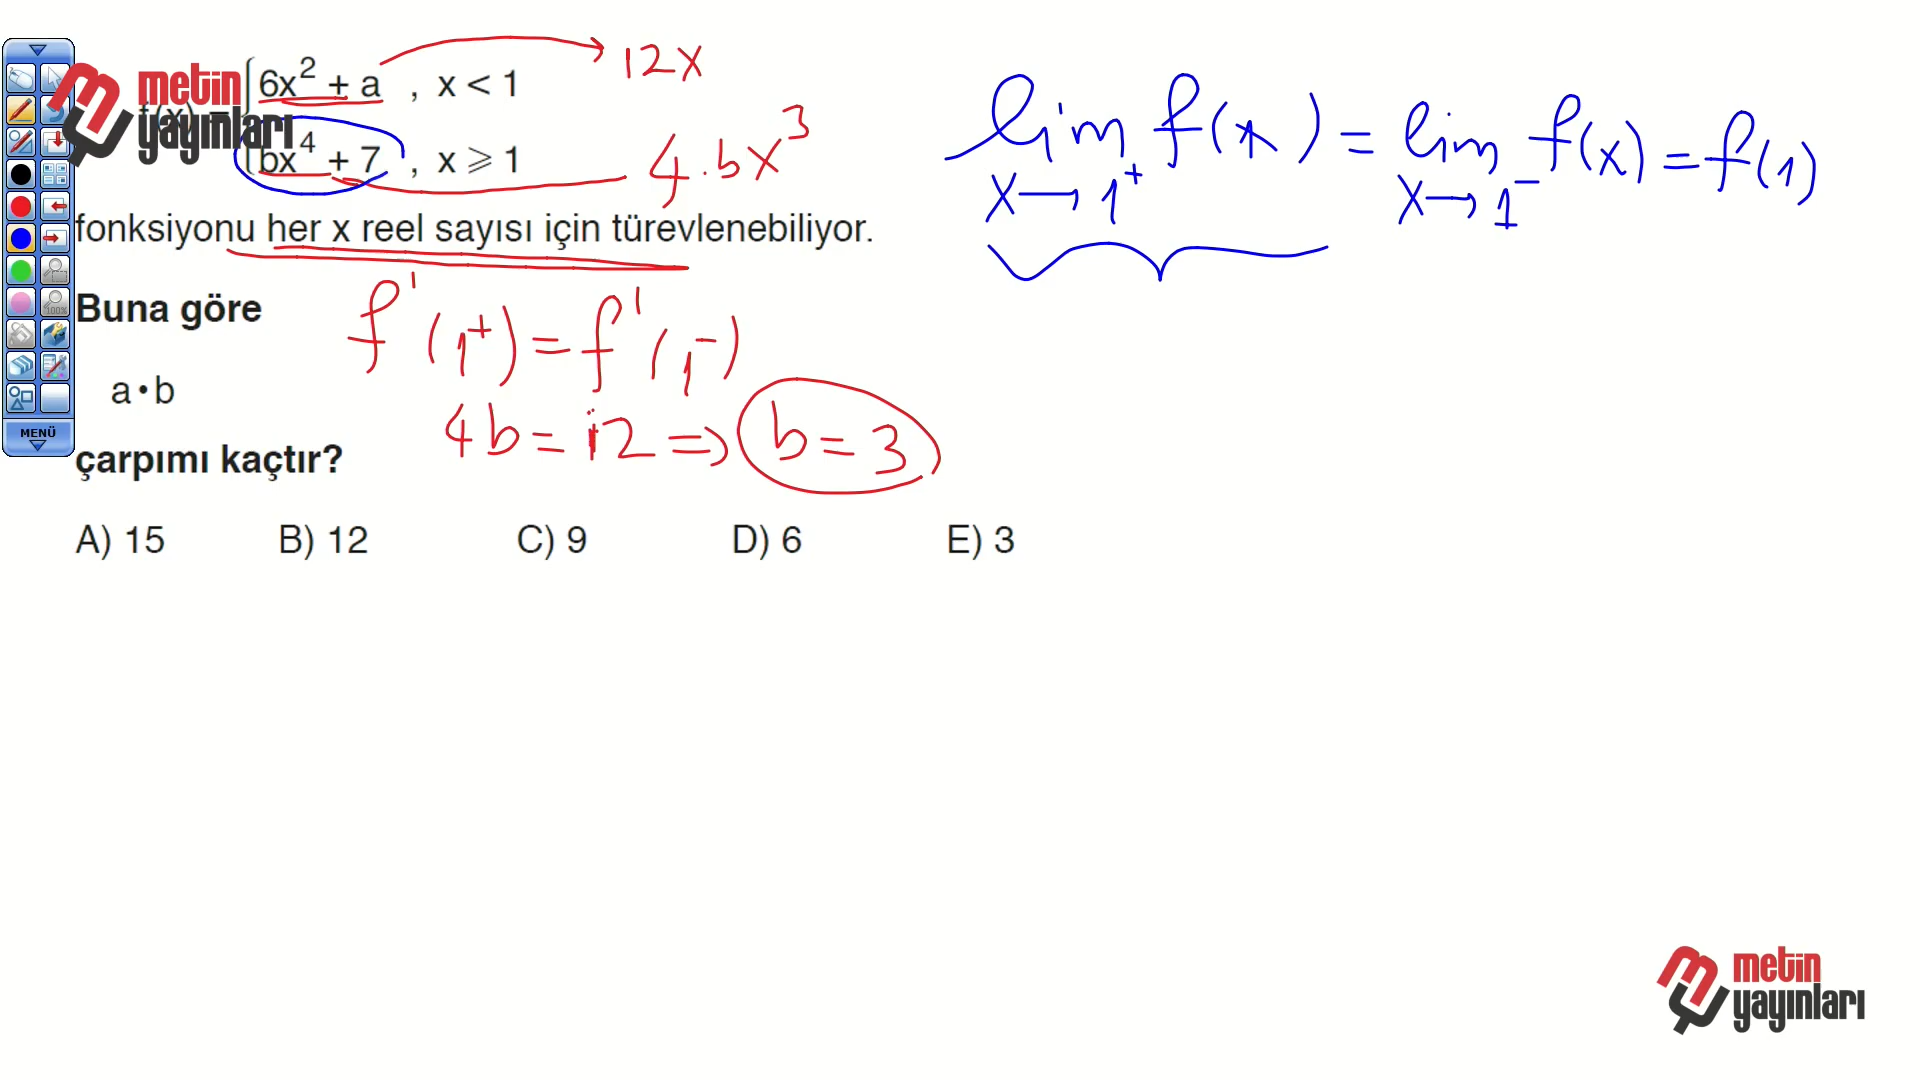 metin
yayınları
f(x) = { 6x² + a , x < 1
bx⁴ + 7 , x ⩾ 1
12x
4.bx³
fonksiyonu her x reel sayısı için türevlenebiliyor.
Buna göre
a • b
çarpımı kaçtır?
A) 15 B) 12 C) 9 D) 6 E) 3
f'(1⁺) = f'(1⁻)
4b = 12 ⇒ b = 3
lim f(x) = lim f(x) = f(1)
x→1⁺ x→1⁻
MENÜ
100%
metin
yayınları